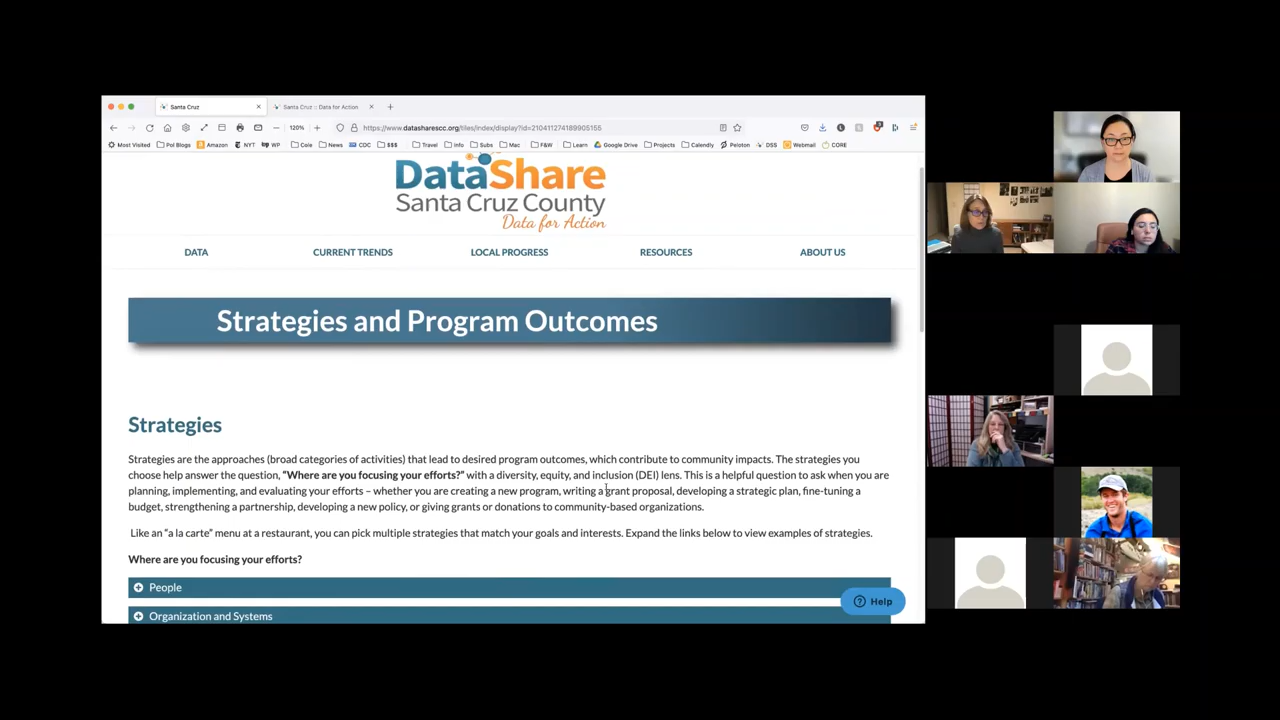 Santa Cruz
Santa Cruz :: Data for Action
120%
https://www.datasharescc.org/tiles/index/display?id=210411274189905155
Most Visited Pol Blogs Amazon NYT WP Cole News CDC $$$ Travel Info Subs Mac F&W Learn Google Drive Projects Calendly Peloton DSS Webmail CORE
DataShare
Santa Cruz County
Data for Action
DATA CURRENT TRENDS LOCAL PROGRESS RESOURCES ABOUT US
Strategies and Program Outcomes
Strategies
Strategies are the approaches (broad categories of activities) that lead to desired program outcomes, which contribute to community impacts. The strategies you
choose help answer the question, “Where are you focusing your efforts?” with a diversity, equity, and inclusion (DEI) lens. This is a helpful question to ask when you are
planning, implementing, and evaluating your efforts – whether you are creating a new program, writing a grant proposal, developing a strategic plan, fine-tuning a
budget, strengthening a partnership, developing a new policy, or giving grants or donations to community-based organizations.
Like an “a la carte” menu at a restaurant, you can pick multiple strategies that match your goals and interests. Expand the links below to view examples of strategies.
Where are you focusing your efforts?
People
Organization and Systems
Help